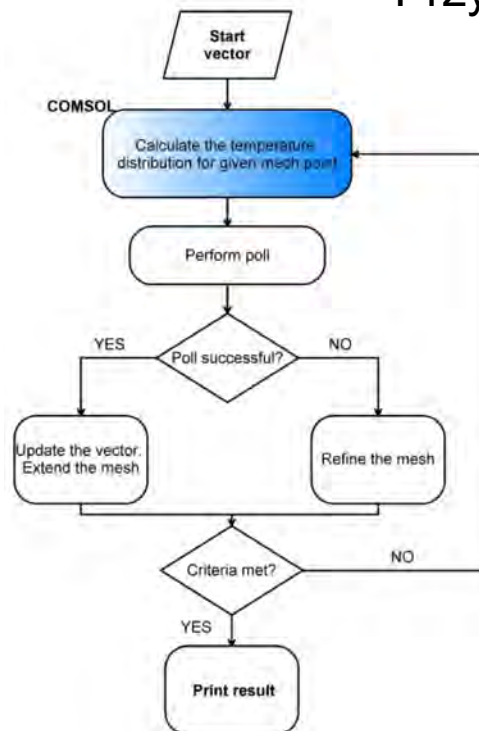 Start
vector
COMSOL
Calculate the temperature
distribution for given mech point
Perform poll
YES
Poll successful?
NO
Update the vector.
Extend the mesh
Refine the mesh
Criteria met?
NO
YES
Print result